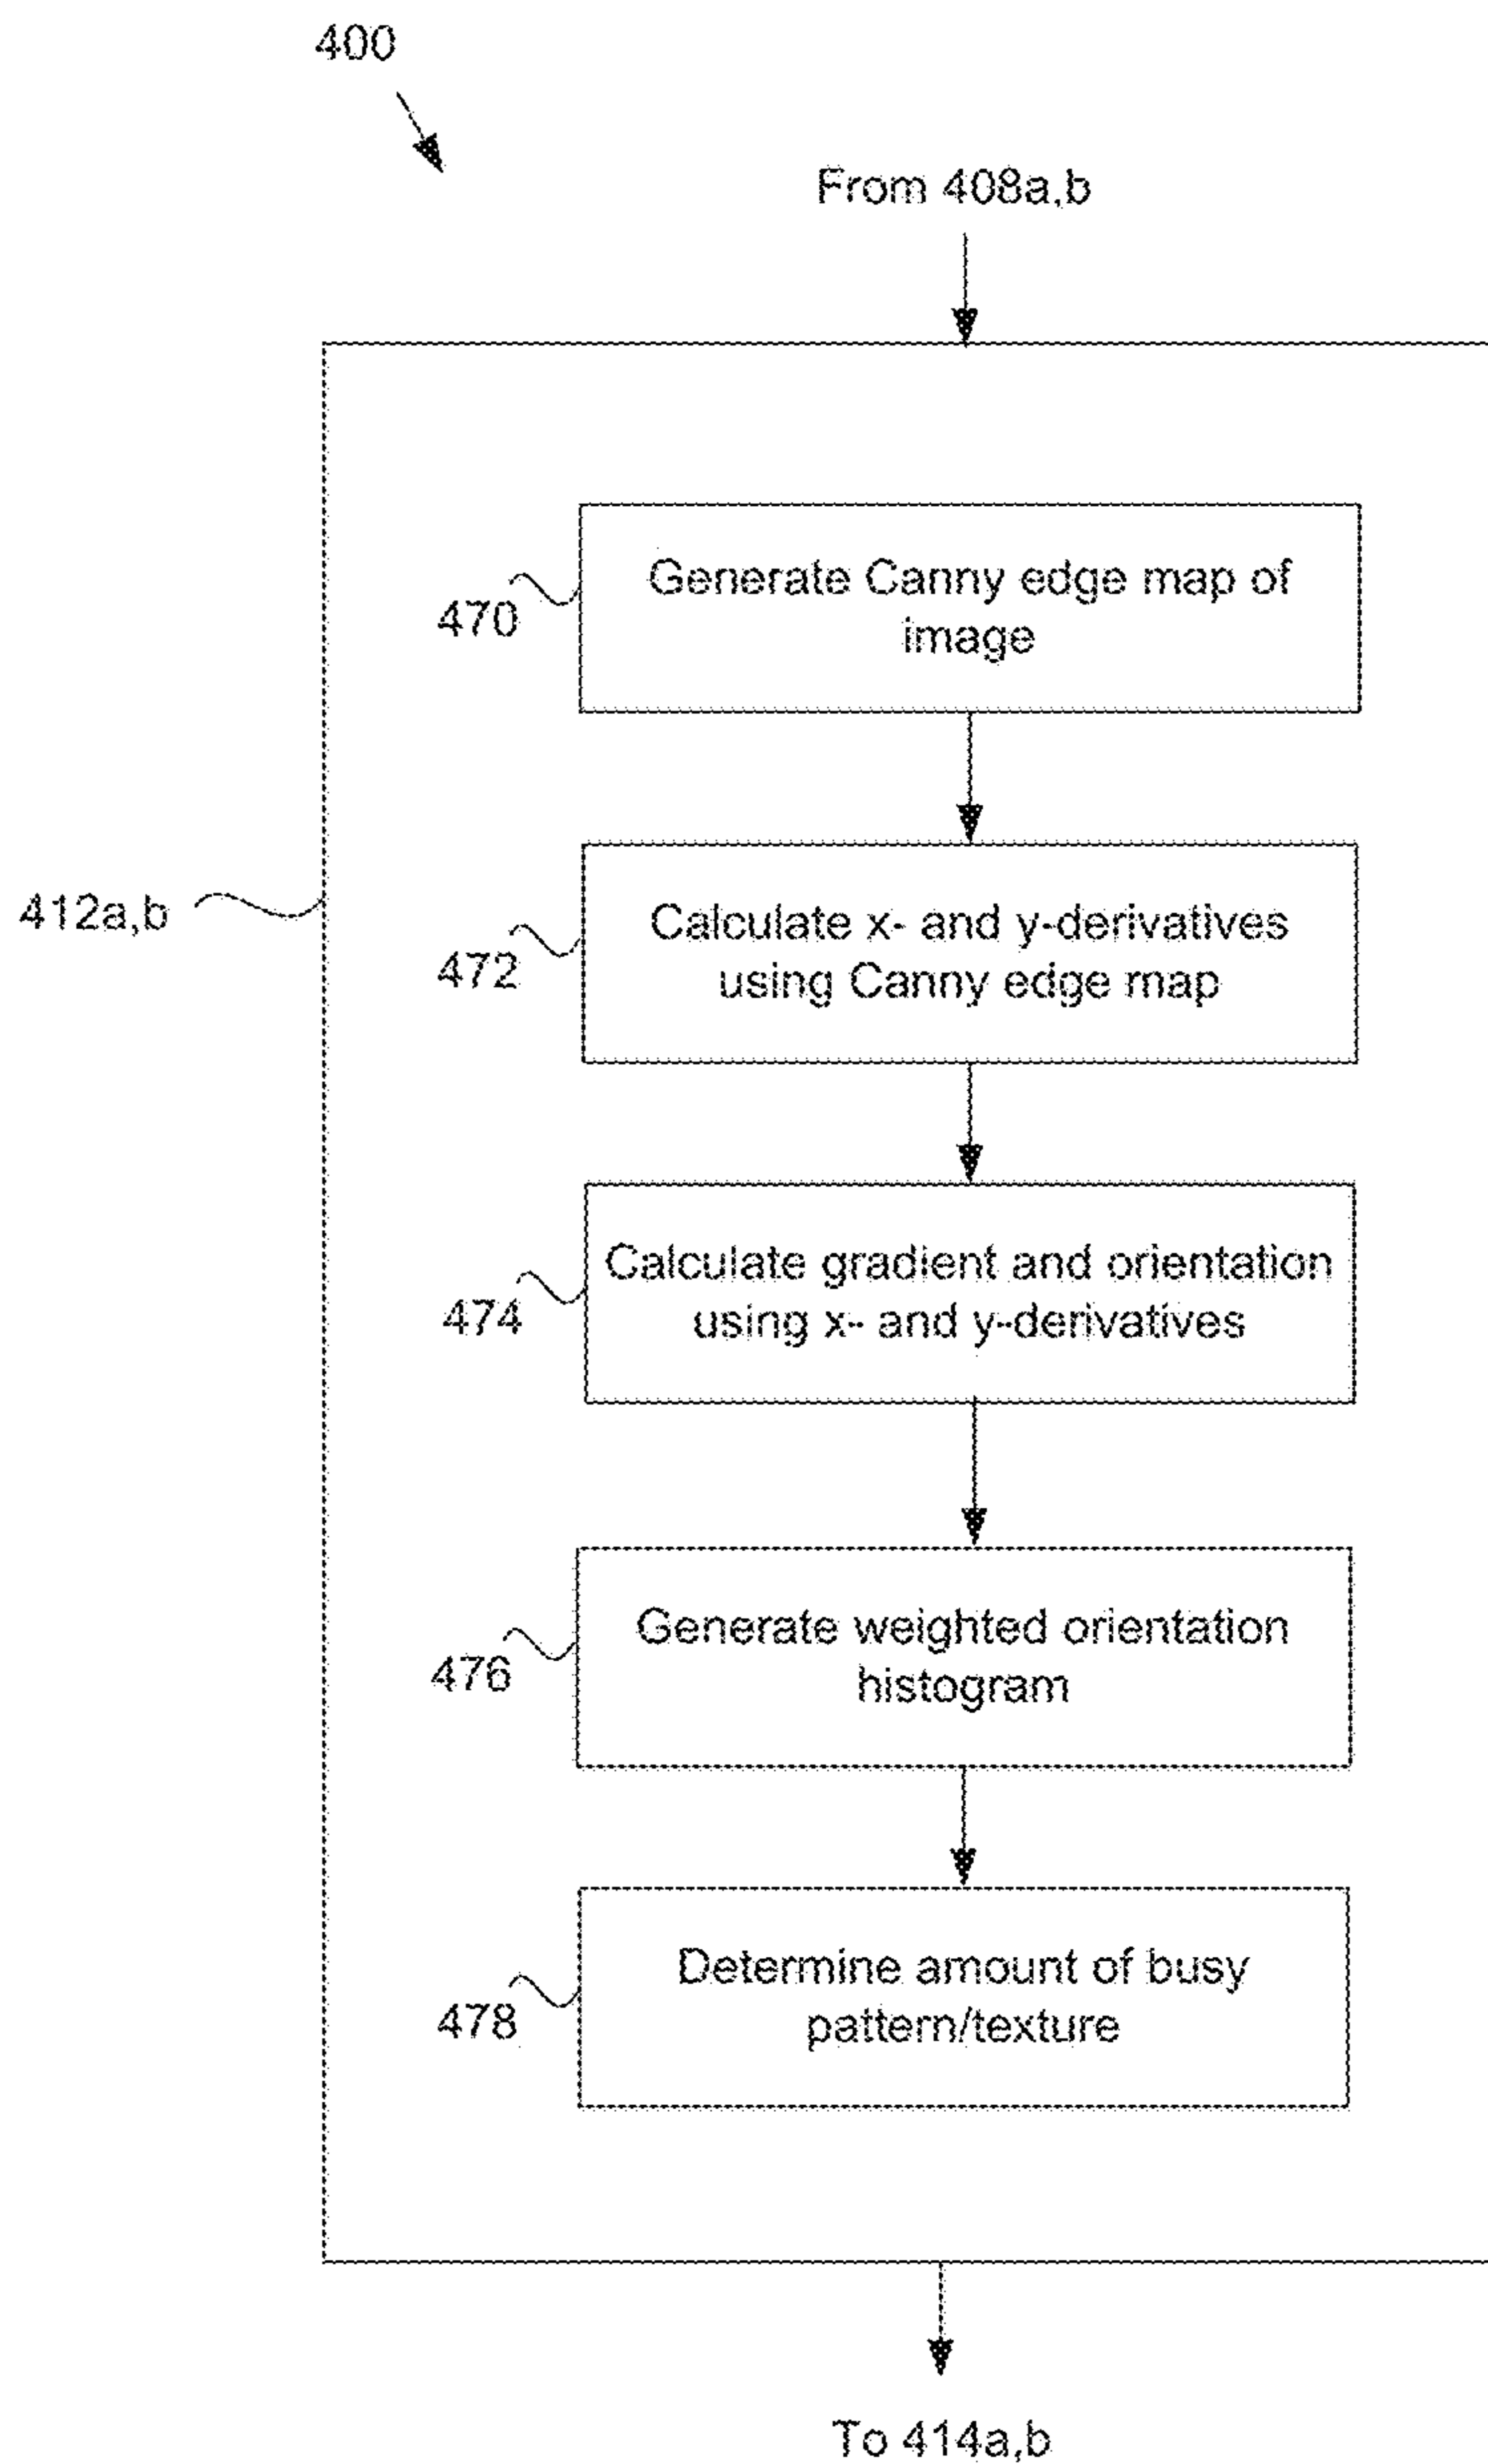 400
From 408a,b
Generate Canny edge map of
image
470
Calculate x- and y-derivatives
using Canny edge map
472
412a,b
Calculate gradient and orientation
using x- and y-derivatives
474
Generate weighted orientation
histogram
476
Determine amount of busy
pattern/texture
478
To 414a,b